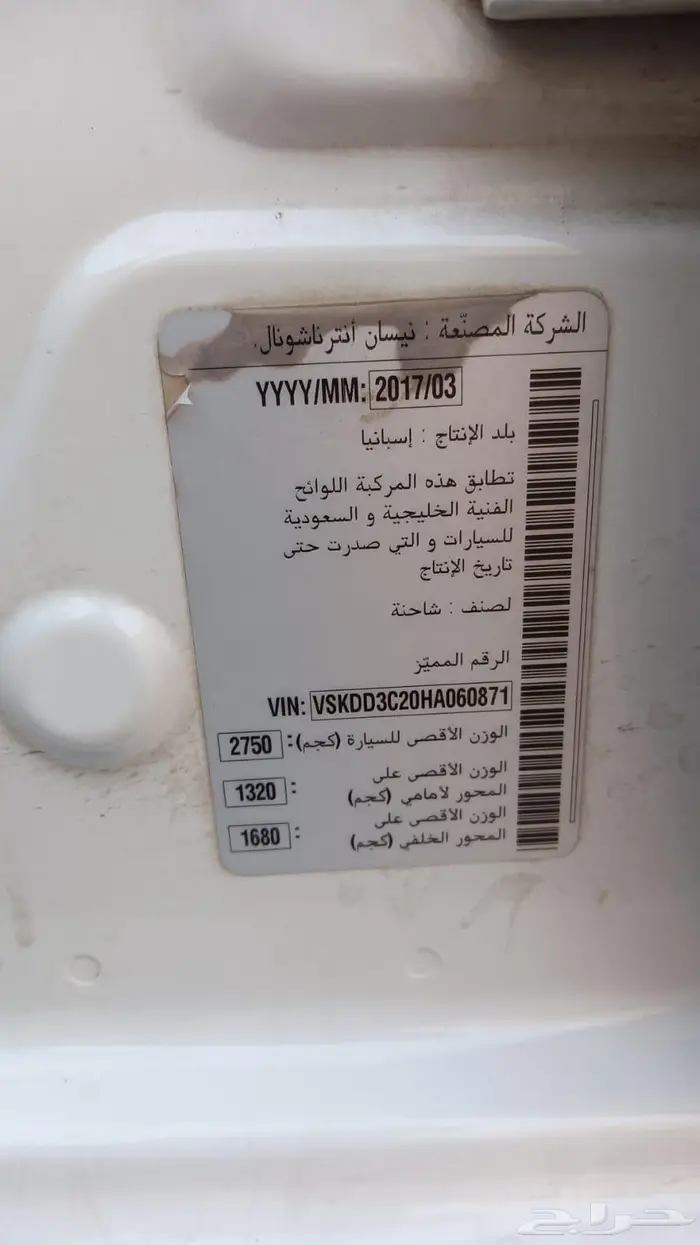 الشركة المصنّعة : نيسان أنترناشونال.
YYYY/MM: 2017/03
بلد الإنتاج : إسبانيا
تطابق هذه المركبة اللوائح
الفنية الخليجية و السعودية
للسيارات و التي صدرت حتى
تاريخ الإنتاج
لصنف : شاحنة
الرقم المميّز
VIN: VSKDD3C20HA060871
الوزن الأقصى للسيارة (كجم): 2750
الوزن الأقصى على
المحور لأمامي (كجم) : 1320
الوزن الأقصى على
المحور الخلفي (كجم) : 1680
حراج